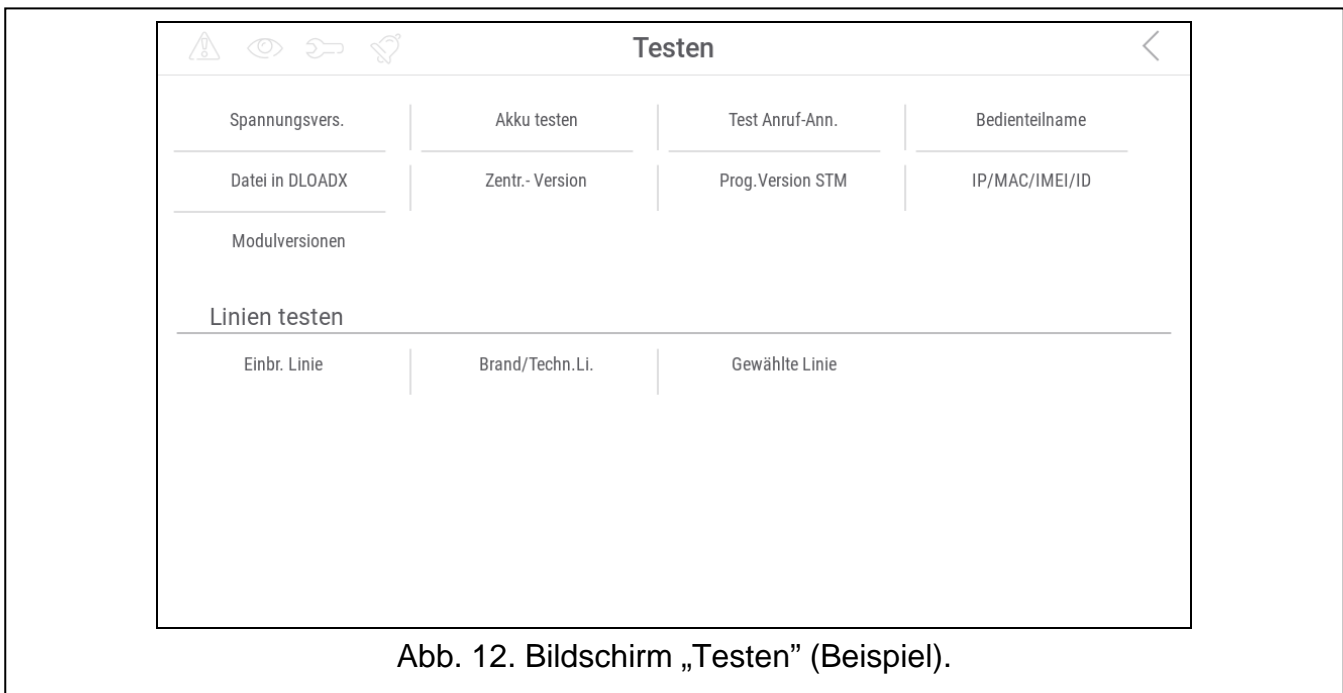 Testen
Spannungsvers. Akku testen Test Anruf-Ann. Bedienteilname
Datei in DLOADX Zentr.- Version Prog.Version STM IP/MAC/IMEI/ID
Modulversionen
Linien testen
Einbr. Linie Brand/Techn.Li. Gewählte Linie
Abb. 12. Bildschirm „Testen” (Beispiel).